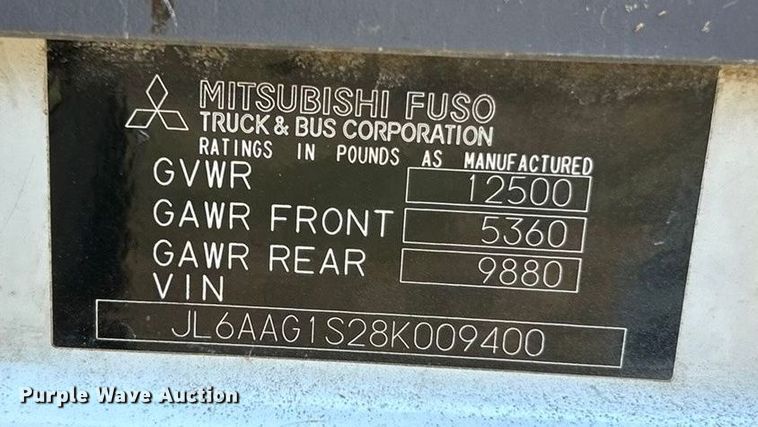 MITSUBISHI FUSO
TRUCK & BUS CORPORATION
RATINGS IN POUNDS AS MANUFACTURED
GVWR 12500
GAWR FRONT 5360
GAWR REAR 9880
VIN
JL6AAG1S28K009400
Purple Wave Auction